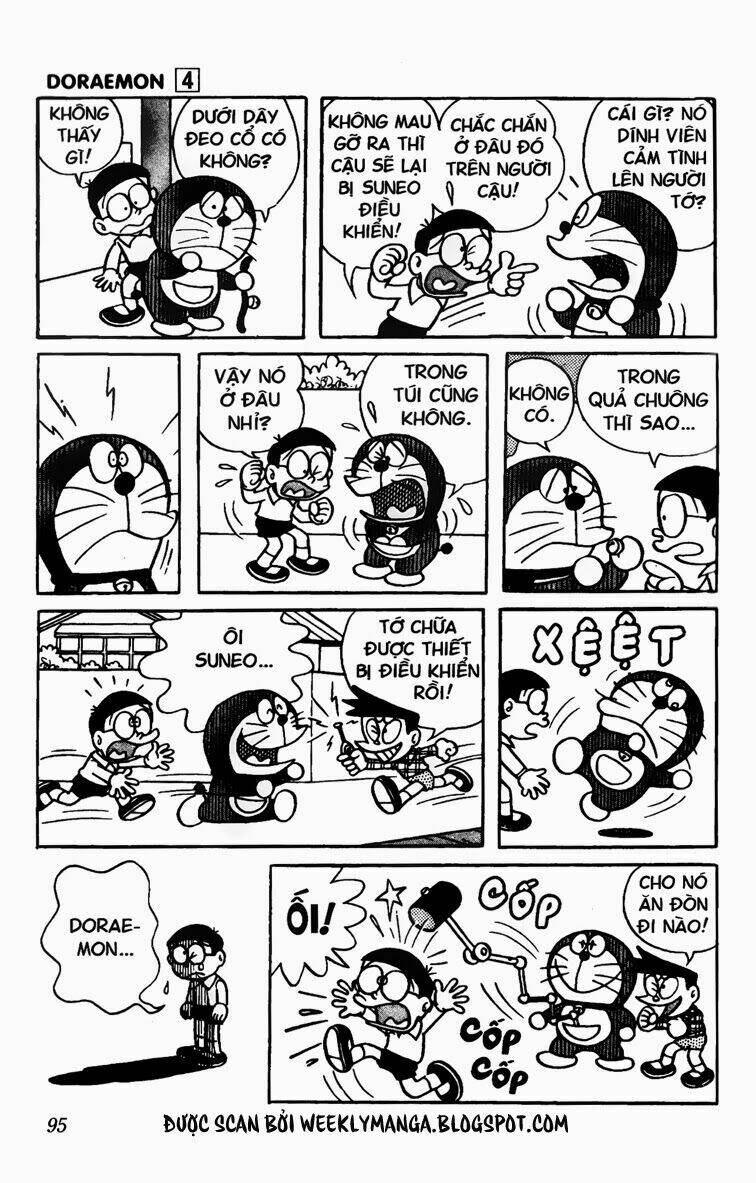 DORAEMON 4
CÁI GÌ? NÓ
DÍNH VIÊN
CẢM TÌNH
LÊN NGƯỜI
TỚ?
CHẮC CHẮN
Ở ĐÂU ĐÓ
TRÊN NGƯỜI
CẬU!
KHÔNG MAU
GỠ RA THÌ
CẬU SẼ LẠI
BỊ SUNEO
ĐIỀU
KHIỂN!
DƯỚI DÂY
ĐEO CỔ CÓ
KHÔNG?
KHÔNG
THẤY
GÌ!
TRONG
QUẢ CHUÔNG
THÌ SAO...
KHÔNG
CÓ.
TRONG
TÚI CŨNG
KHÔNG.
VẬY NÓ
Ở ĐÂU
NHỈ?
XỆỆT
TỚ CHỮA
ĐƯỢC THIẾT
BỊ ĐIỀU KHIỂN
RỒI!
ÔI
SUNEO...
CHO NÓ
ĂN ĐÒN
ĐI NÀO!
CỐP
CỐP
CỐP
ỐI!
DORAE-
MON...
95
ĐƯỢC SCAN BỞI WEEKLYMANGA.BLOGSPOT.COM